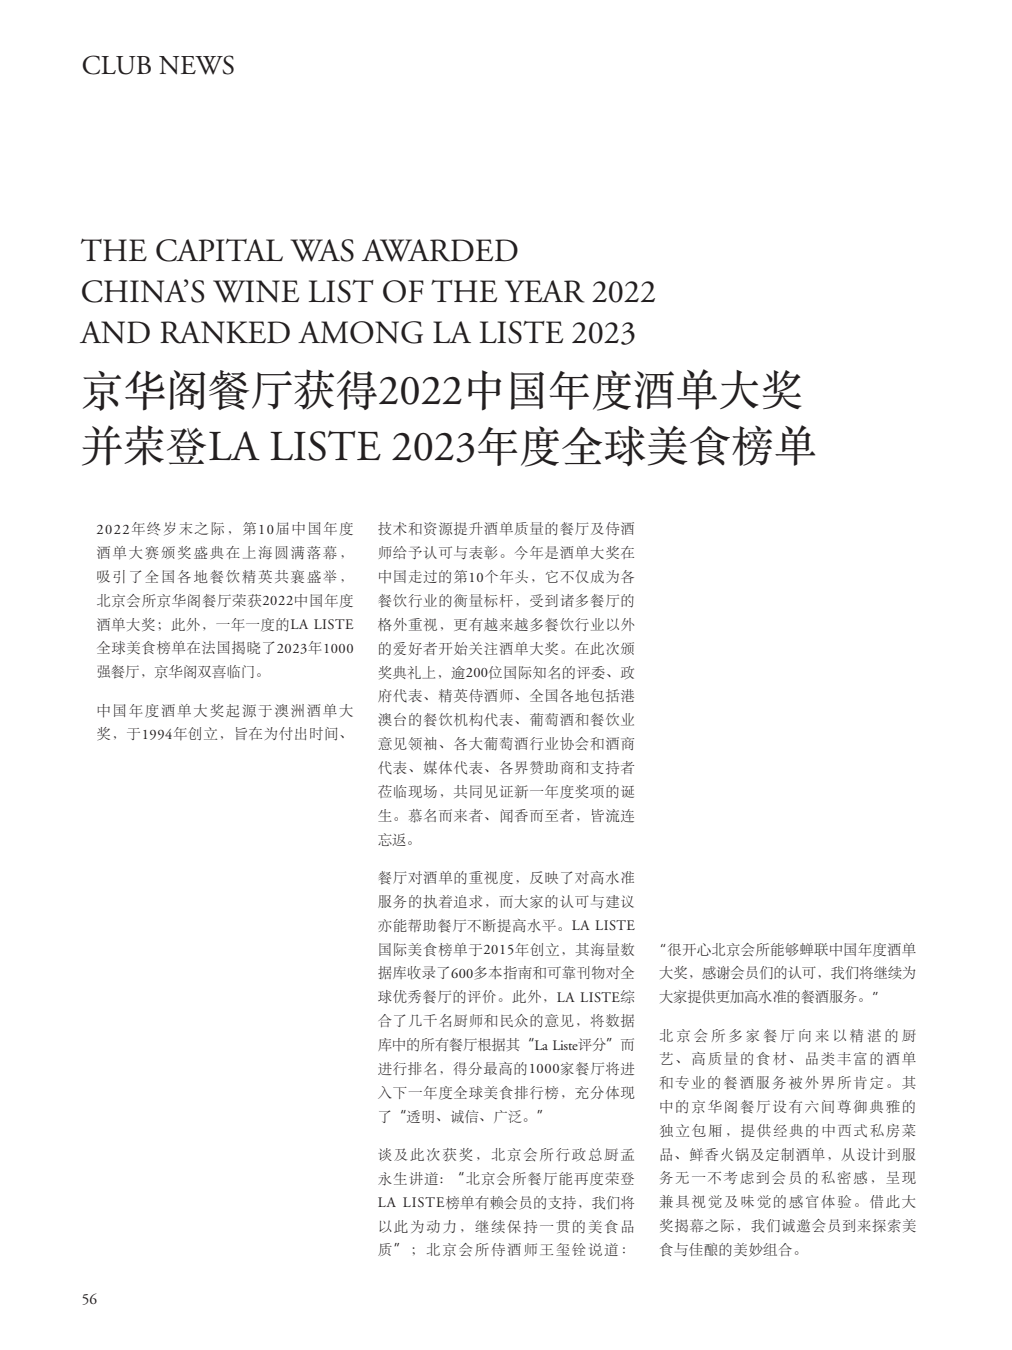 CLUB NEWS
THE CAPITAL WAS AWARDED
CHINA’S WINE LIST OF THE YEAR 2022
AND RANKED AMONG LA LISTE 2023
京华阁餐厅获得2022中国年度酒单大奖
并荣登LA LISTE 2023年度全球美食榜单
2022年终岁末之际，第10届中国年度
酒单大赛颁奖盛典在上海圆满落幕，
吸引了全国各地餐饮精英共襄盛举，
北京会所京华阁餐厅荣获2022中国年度
酒单大奖；此外，一年一度的LA LISTE
全球美食榜单在法国揭晓了2023年1000
强餐厅，京华阁双喜临门。
中国年度酒单大奖起源于澳洲酒单大
奖，于1994年创立，旨在为付出时间、
技术和资源提升酒单质量的餐厅及侍酒
师给予认可与表彰。今年是酒单大奖在
中国走过的第10个年头，它不仅成为各
餐饮行业的衡量标杆，受到诸多餐厅的
格外重视，更有越来越多餐饮行业以外
的爱好者开始关注酒单大奖。在此次颁
奖典礼上，逾200位国际知名的评委、政
府代表、精英侍酒师、全国各地包括港
澳台的餐饮机构代表、葡萄酒和餐饮业
意见领袖、各大葡萄酒行业协会和酒商
代表、媒体代表、各界赞助商和支持者
莅临现场，共同见证新一年度奖项的诞
生。慕名而来者、闻香而至者，皆流连
忘返。
餐厅对酒单的重视度，反映了对高水准
服务的执着追求，而大家的认可与建议
亦能帮助餐厅不断提高水平。LA LISTE
国际美食榜单于2015年创立，其海量数
据库收录了600多本指南和可靠刊物对全
球优秀餐厅的评价。此外，LA LISTE综
合了几千名厨师和民众的意见，将数据
库中的所有餐厅根据其“La Liste评分”而
进行排名，得分最高的1000家餐厅将进
入下一年度全球美食排行榜，充分体现
了“透明、诚信、广泛。”
谈及此次获奖，北京会所行政总厨孟
永生讲道：“北京会所餐厅能再度荣登
LA LISTE榜单有赖会员的支持，我们将
以此为动力，继续保持一贯的美食品
质”；北京会所侍酒师王玺铨说道：
“很开心北京会所能够蝉联中国年度酒单
大奖，感谢会员们的认可，我们将继续为
大家提供更加高水准的餐酒服务。”
北京会所多家餐厅向来以精湛的厨
艺、高质量的食材、品类丰富的酒单
和专业的餐酒服务被外界所肯定。其
中的京华阁餐厅设有六间尊御典雅的
独立包厢，提供经典的中西式私房菜
品、鲜香火锅及定制酒单，从设计到服
务无一不考虑到会员的私密感，呈现
兼具视觉及味觉的感官体验。借此大
奖揭幕之际，我们诚邀会员到来探索美
食与佳酿的美妙组合。
56